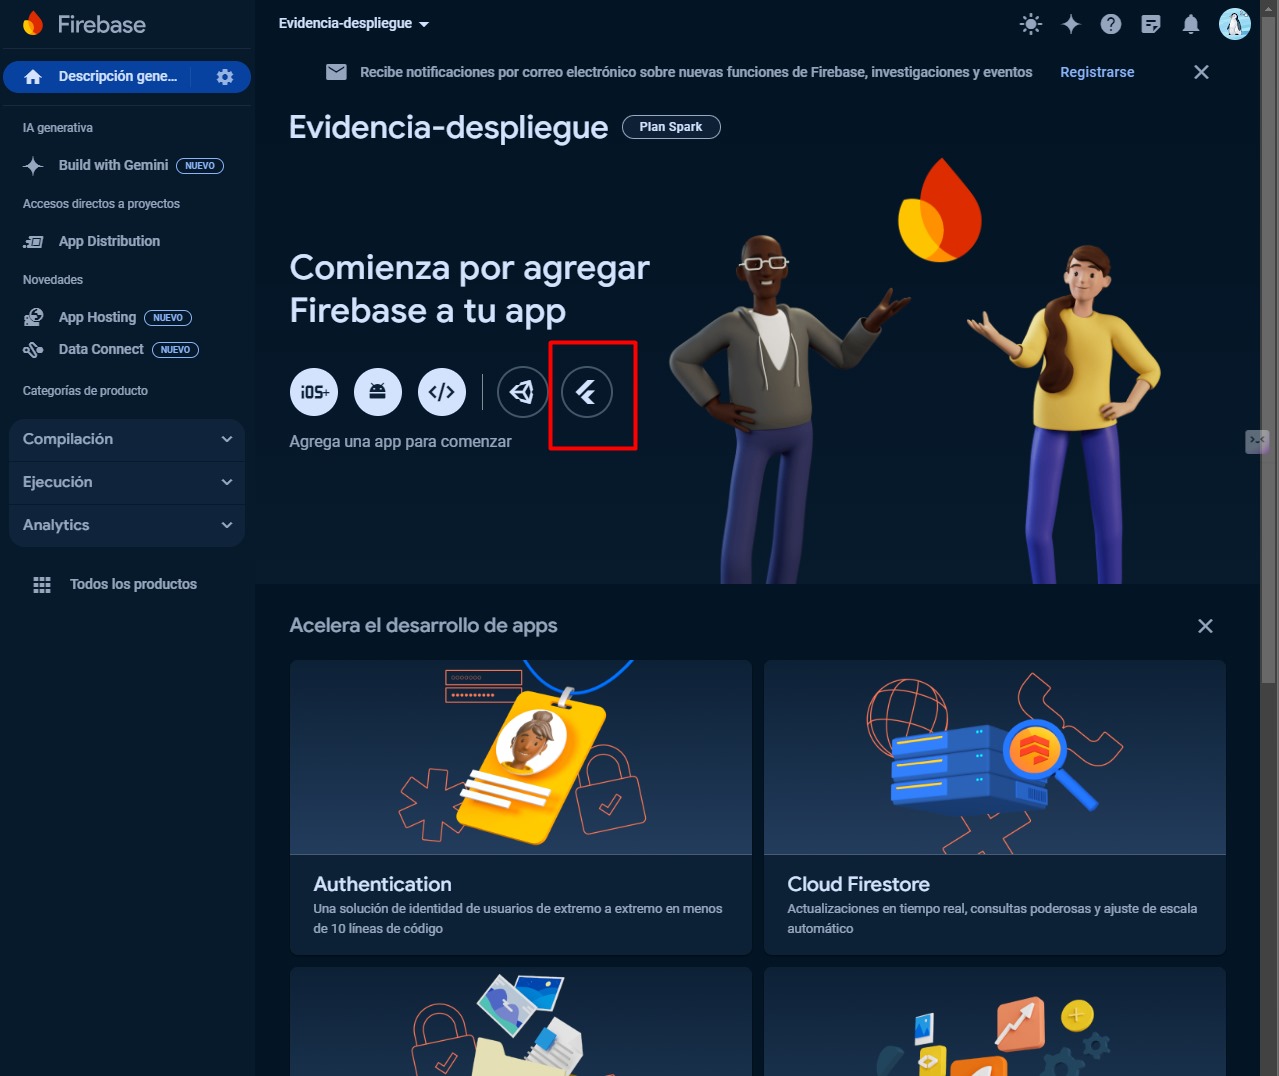 Firebase
Evidencia-despliegue
Descripción gene...
Recibe notificaciones por correo electrónico sobre nuevas funciones de Firebase, investigaciones y eventos Registrarse
IA generativa
Build with Gemini NUEVO
Accesos directos a proyectos
App Distribution
Novedades
App Hosting NUEVO
Data Connect NUEVO
Categorías de producto
Compilación
Ejecución
Analytics
Todos los productos
Evidencia-despliegue Plan Spark
Comienza por agregar
Firebase a tu app
iOS+
Agrega una app para comenzar
Acelera el desarrollo de apps
Authentication
Una solución de identidad de usuarios de extremo a extremo en menos
de 10 líneas de código
Cloud Firestore
Actualizaciones en tiempo real, consultas poderosas y ajuste de escala
automático